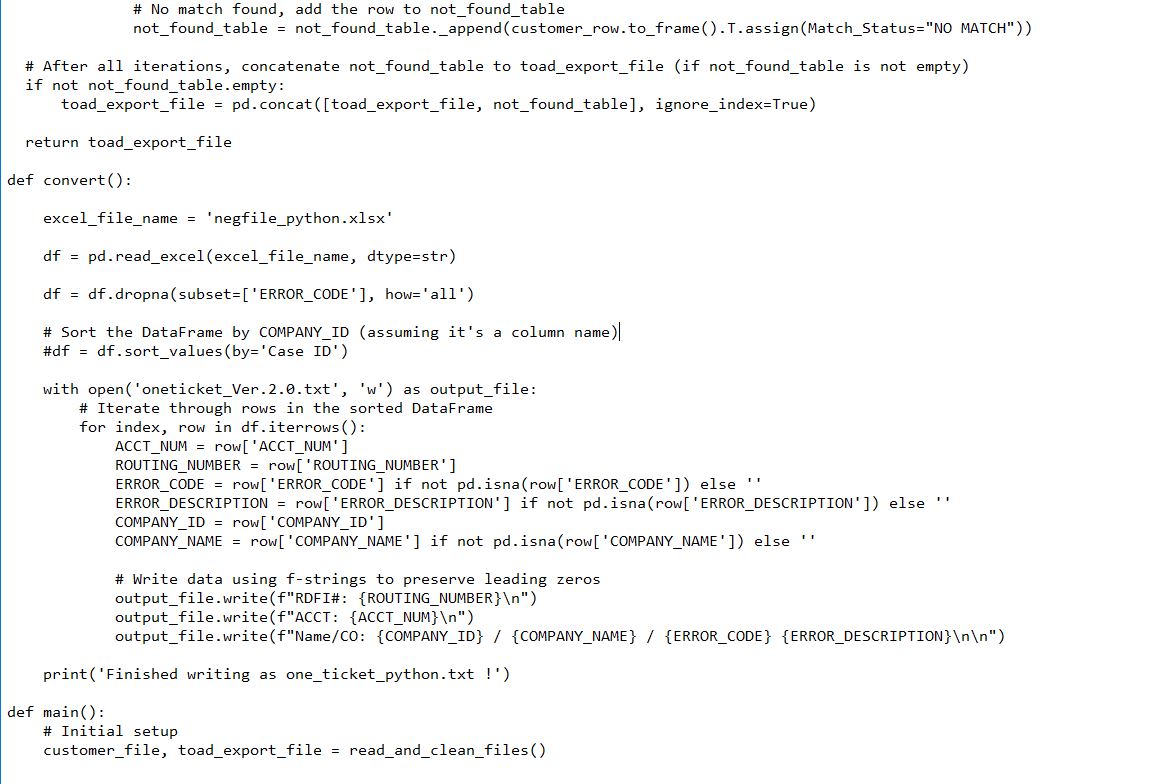 # No match found, add the row to not_found_table
not_found_table = not_found_table._append(customer_row.to_frame().T.assign(Match_Status="NO MATCH"))
# After all iterations, concatenate not_found_table to toad_export_file (if not_found_table is not empty)
if not not_found_table.empty:
toad_export_file = pd.concat([toad_export_file, not_found_table], ignore_index=True)
return toad_export_file
def convert():
excel_file_name = 'negfile_python.xlsx'
df = pd.read_excel(excel_file_name, dtype=str)
df = df.dropna(subset=['ERROR_CODE'], how='all')
# Sort the DataFrame by COMPANY_ID (assuming it's a column name)
#df = df.sort_values(by='Case ID')
with open('oneticket_Ver.2.0.txt', 'w') as output_file:
# Iterate through rows in the sorted DataFrame
for index, row in df.iterrows():
ACCT_NUM = row['ACCT_NUM']
ROUTING_NUMBER = row['ROUTING_NUMBER']
ERROR_CODE = row['ERROR_CODE'] if not pd.isna(row['ERROR_CODE']) else ''
ERROR_DESCRIPTION = row['ERROR_DESCRIPTION'] if not pd.isna(row['ERROR_DESCRIPTION']) else ''
COMPANY_ID = row['COMPANY_ID']
COMPANY_NAME = row['COMPANY_NAME'] if not pd.isna(row['COMPANY_NAME']) else ''
# Write data using f-strings to preserve leading zeros
output_file.write(f"RDFI#: {ROUTING_NUMBER}\n")
output_file.write(f"ACCT: {ACCT_NUM}\n")
output_file.write(f"Name/CO: {COMPANY_ID} / {COMPANY_NAME} / {ERROR_CODE} {ERROR_DESCRIPTION}\n\n")
print('Finished writing as one_ticket_python.txt !')
def main():
# Initial setup
customer_file, toad_export_file = read_and_clean_files()